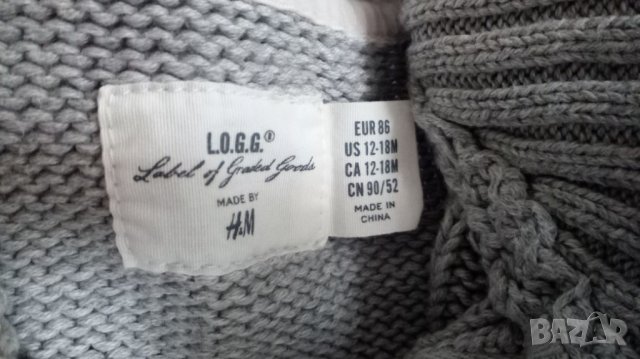 L.O.G.G.®
Label of Graded Goods
MADE BY
H&M
EUR 86
US 12-18M
CA 12-18M
CN 90/52
MADE IN
CHINA
BAZAR